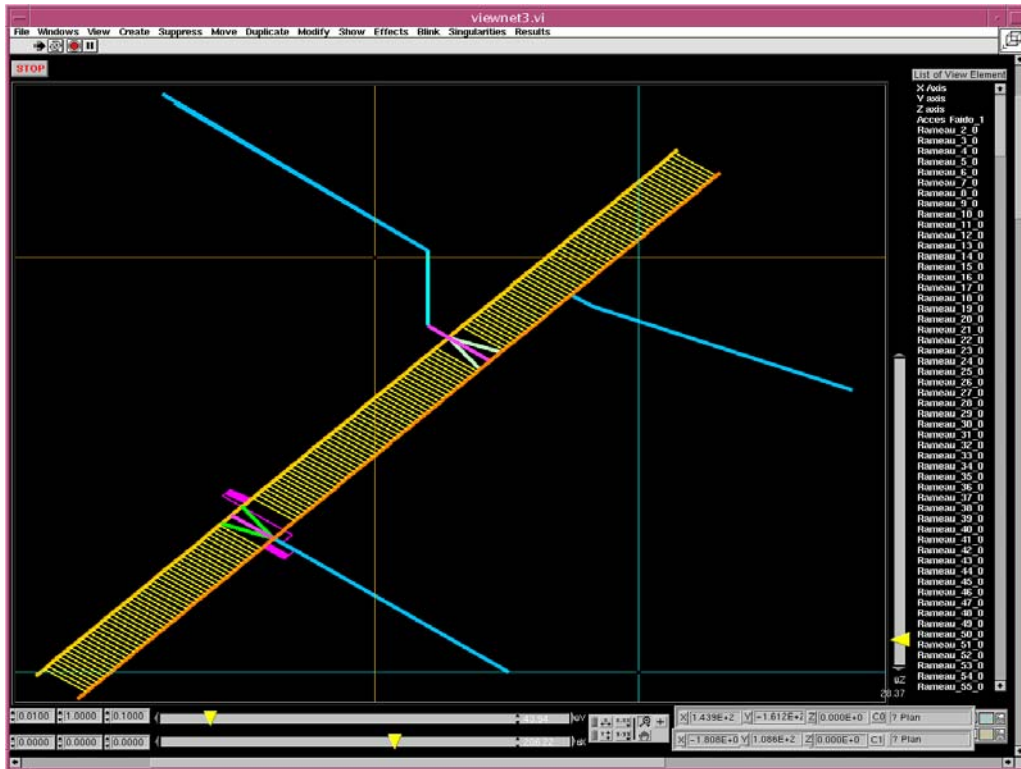 viewnet3.vi
File Windows View Create Suppress Move Duplicate Modify Show Effects Blink Singularities Results
STOP
List of View Element
X Axis
Y axis
Z axis
Acces Faido_1
Rameau_2_0
Rameau_3_0
Rameau_4_0
Rameau_5_0
Rameau_6_0
Rameau_7_0
Rameau_8_0
Rameau_9_0
Rameau_10_0
Rameau_11_0
Rameau_12_0
Rameau_13_0
Rameau_14_0
Rameau_15_0
Rameau_16_0
Rameau_17_0
Rameau_18_0
Rameau_19_0
Rameau_20_0
Rameau_21_0
Rameau_22_0
Rameau_23_0
Rameau_24_0
Rameau_25_0
Rameau_26_0
Rameau_27_0
Rameau_28_0
Rameau_29_0
Rameau_30_0
Rameau_31_0
Rameau_32_0
Rameau_33_0
Rameau_34_0
Rameau_35_0
Rameau_36_0
Rameau_37_0
Rameau_38_0
Rameau_39_0
Rameau_40_0
Rameau_41_0
Rameau_42_0
Rameau_43_0
Rameau_44_0
Rameau_45_0
Rameau_46_0
Rameau_47_0
Rameau_48_0
Rameau_49_0
Rameau_50_0
Rameau_51_0
Rameau_52_0
Rameau_53_0
Rameau_54_0
Rameau_55_0
28.37
0.0100 1.0000 0.1000 43.94
0.0000 0.0000 0.0000
X 1.439E+2 Y -1.612E+2 Z 0.000E+0 C0 ? Plan
X -1.808E+0 Y 1.086E+2 Z 0.000E+0 C1 ? Plan